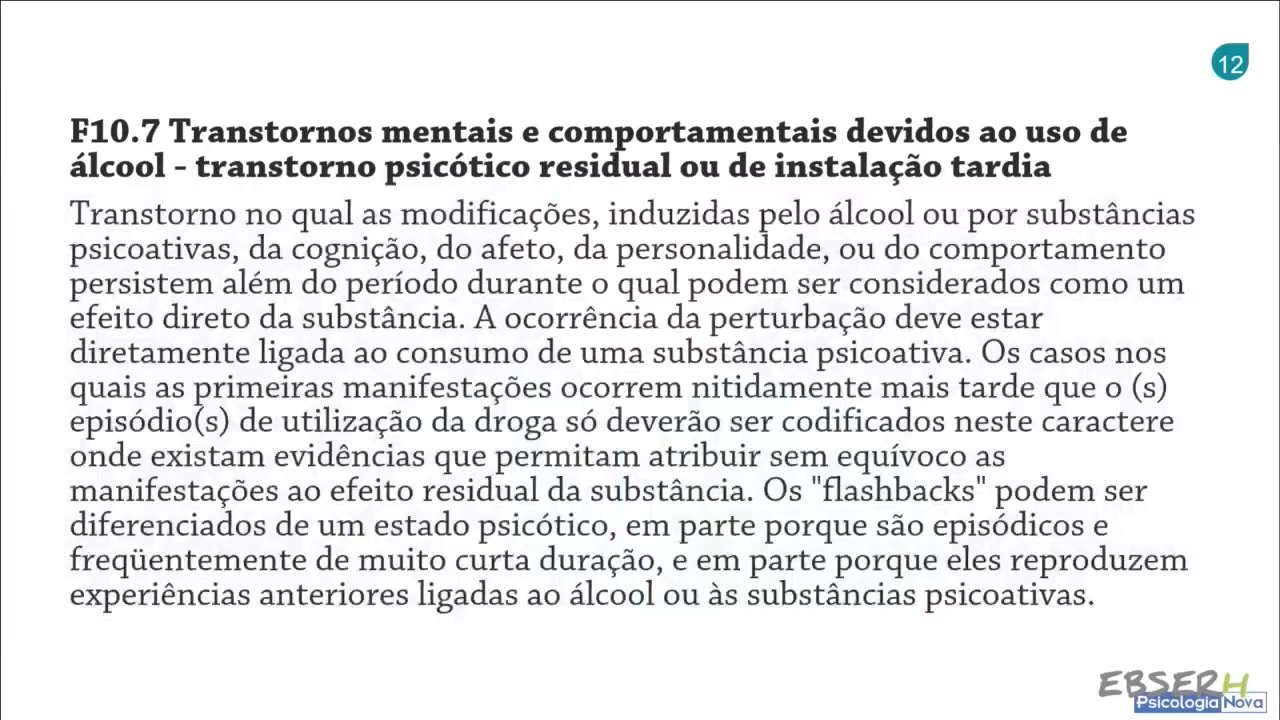 12
F10.7 Transtornos mentais e comportamentais devidos ao uso de
álcool - transtorno psicótico residual ou de instalação tardia
Transtorno no qual as modificações, induzidas pelo álcool ou por substâncias
psicoativas, da cognição, do afeto, da personalidade, ou do comportamento
persistem além do período durante o qual podem ser considerados como um
efeito direto da substância. A ocorrência da perturbação deve estar
diretamente ligada ao consumo de uma substância psicoativa. Os casos nos
quais as primeiras manifestações ocorrem nitidamente mais tarde que o (s)
episódio(s) de utilização da droga só deverão ser codificados neste caractere
onde existam evidências que permitam atribuir sem equívoco as
manifestações ao efeito residual da substância. Os "flashbacks" podem ser
diferenciados de um estado psicótico, em parte porque são episódicos e
freqüentemente de muito curta duração, e em parte porque eles reproduzem
experiências anteriores ligadas ao álcool ou às substâncias psicoativas.
EBSERH
Psicologia Nova